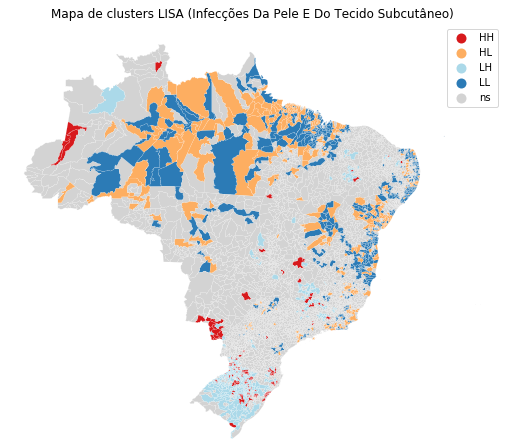 Mapa de clusters LISA (Infecções Da Pele E Do Tecido Subcutâneo)
HH
HL
LH
LL
ns